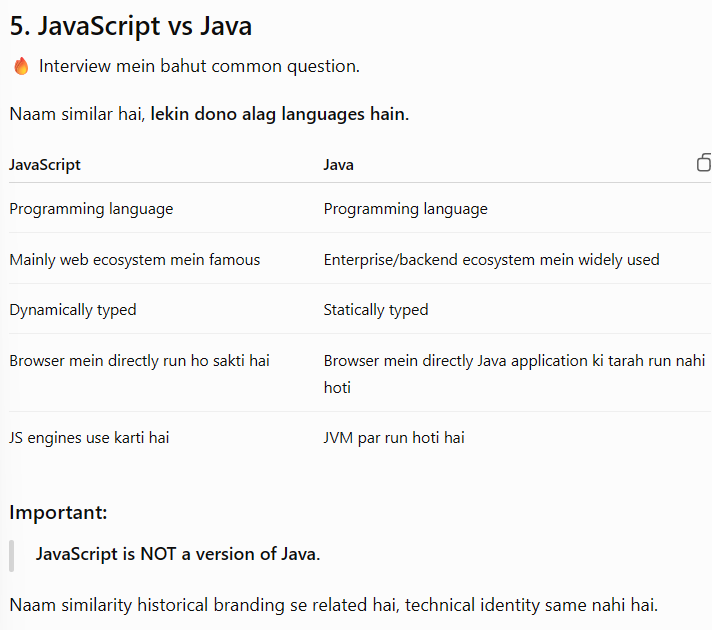 5. JavaScript vs Java
🔥 Interview mein bahut common question.
Naam similar hai, lekin dono alag languages hain.
JavaScript Java
Programming language Programming language
Mainly web ecosystem mein famous Enterprise/backend ecosystem mein widely used
Dynamically typed Statically typed
Browser mein directly run ho sakti hai Browser mein directly Java application ki tarah run nahi
hoti
JS engines use karti hai JVM par run hoti hai
Important:
JavaScript is NOT a version of Java.
Naam similarity historical branding se related hai, technical identity same nahi hai.